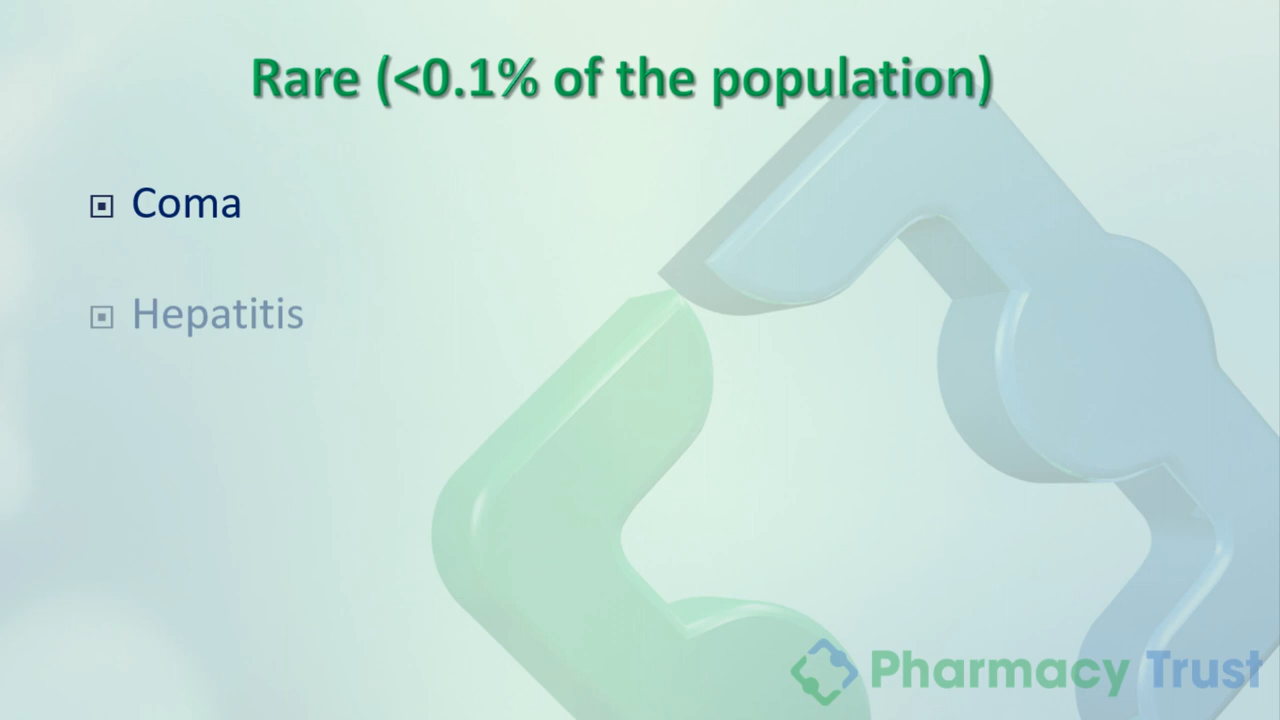 Rare (<0.1% of the population)
Coma
Hepatitis
Pharmacy Trust